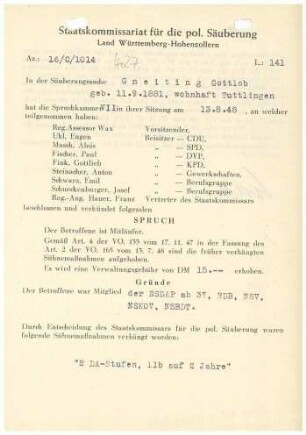 Staatskommissariat für die pol. Säuberung
Land Württemberg-Hohenzollern
Az.: 16/C/1014
L.: 141
In der Säuberungssache G n e i t i n g Gottlob
geb. 11.9.1881, wohnhaft Tuttlingen
hat die Spruchkammer VII in ihrer Sitzung am 13.8.48, an welcher
teilgenommen haben:
Reg.Assessor Wax Vorsitzender,
Uhl, Eugen Beisitzer — CDU,
Mauch, Alois „ — SPD,
Fischer, Paul „ — DVP,
Fink, Gottlieb „ — KPD,
Steinacher, Anton „ — Gewerkschaften,
Schwarz, Emil „ — Berufsgruppe
Schneckenburger, Josef „ — Berufsgruppe
Reg.-Ang. Hauer, Franz Vertreter des Staatskommissars
beschlossen und verkündet folgenden
SPRUCH
Der Betroffene ist Mitläufer.
Gemäß Art. 4 der VO. 133 vom 17. 11. 47 in der Fassung des
Art. 2 der VO. 165 vom 13. 7. 48 sind die früher verhängten
Sühnemaßnahmen aufgehoben.
Es wird eine Verwaltungsgebühr von DM 15.-- erhoben.
Gründe
Der Betroffene war Mitglied der NSDAP ab 37, RDB, NSV,
NSKOV, NSBDT.
Durch Entscheidung des Staatskommissars für die pol. Säuberung waren
folgende Sühnemaßnahmen verhängt worden:
"2 DA-Stufen, 11b auf 2 Jahre"